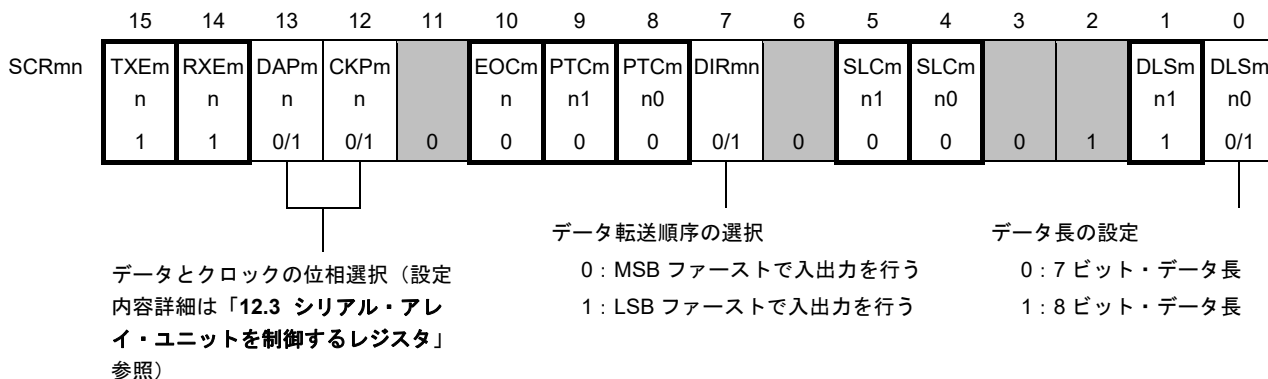 15 14 13 12 11 10 9 8 7 6 5 4 3 2 1 0
SCRmn TXEm RXEm DAPm CKPm EOCm PTCm PTCm DIRmn SLCm SLCm DLSm DLSm
n n n n n n1 n0 n1 n0 n1 n0
1 1 0/1 0/1 0 0 0 0 0/1 0 0 0 0 1 1 0/1
データとクロックの位相選択（設定
内容詳細は「12.3 シリアル・アレ
イ・ユニットを制御するレジスタ」
参照）
データ転送順序の選択
0：MSB ファーストで入出力を行う
1：LSB ファーストで入出力を行う
データ長の設定
0：7 ビット・データ長
1：8 ビット・データ長